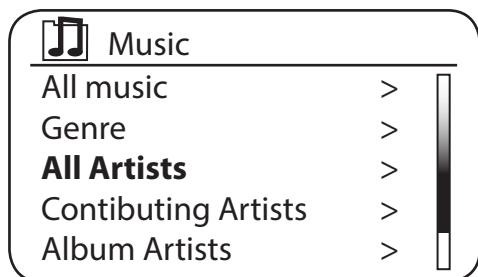 Music
All music >
Genre >
All Artists >
Contibuting Artists >
Album Artists >